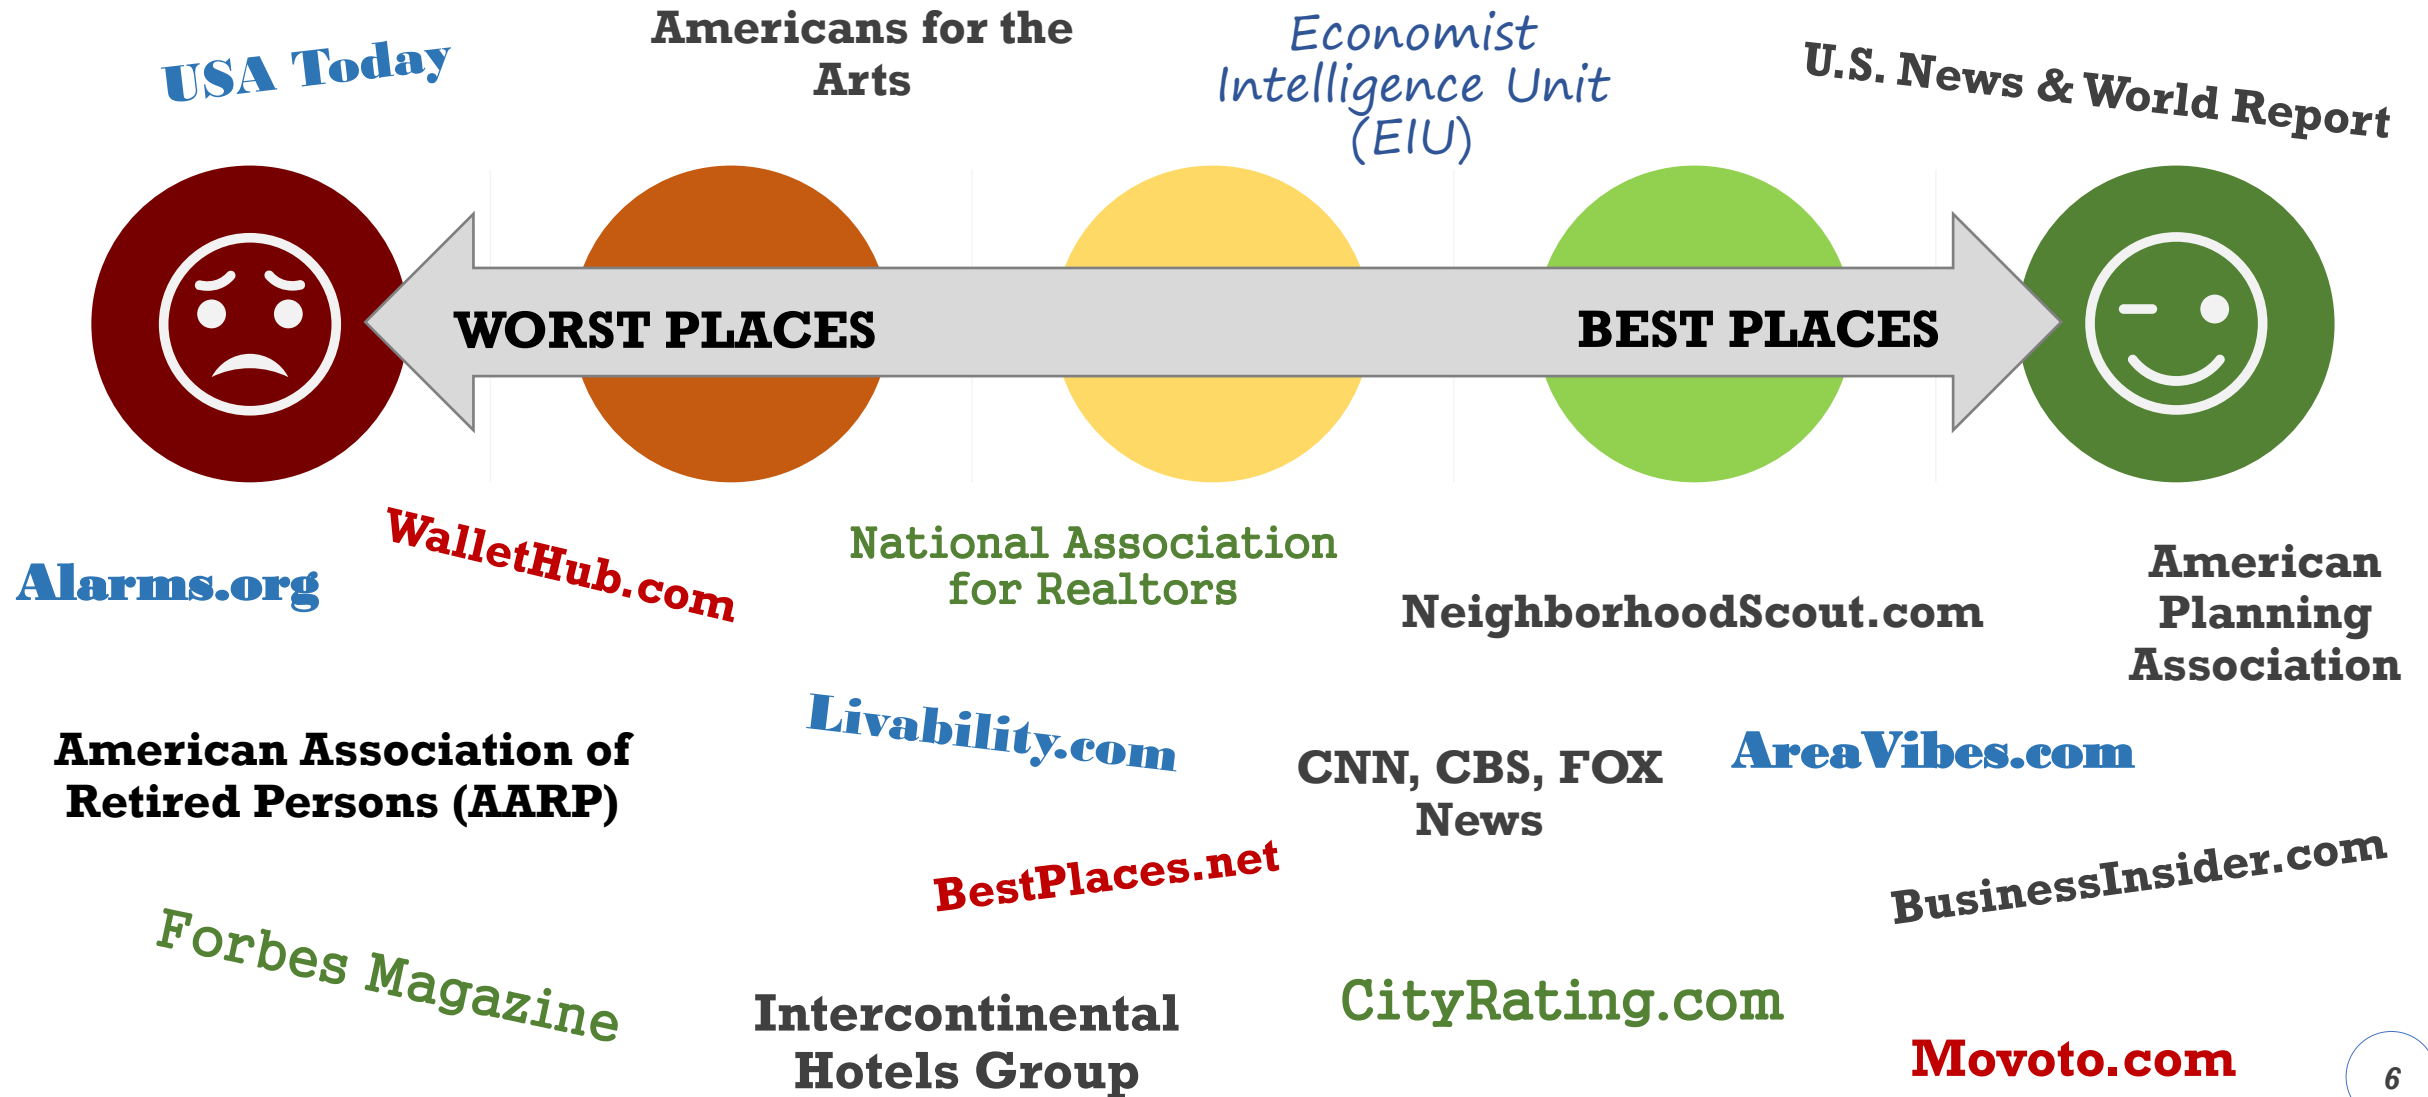 USA Today
Americans for the
Arts
Economist
Intelligence Unit
(EIU)
U.S. News & World Report
WORST PLACES
BEST PLACES
Alarms.org
WalletHub.com
National Association
for Realtors
NeighborhoodScout.com
American
Planning
Association
American Association of
Retired Persons (AARP)
Livability.com
CNN, CBS, FOX
News
AreaVibes.com
BestPlaces.net
BusinessInsider.com
Forbes Magazine
Intercontinental
Hotels Group
CityRating.com
Movoto.com
6